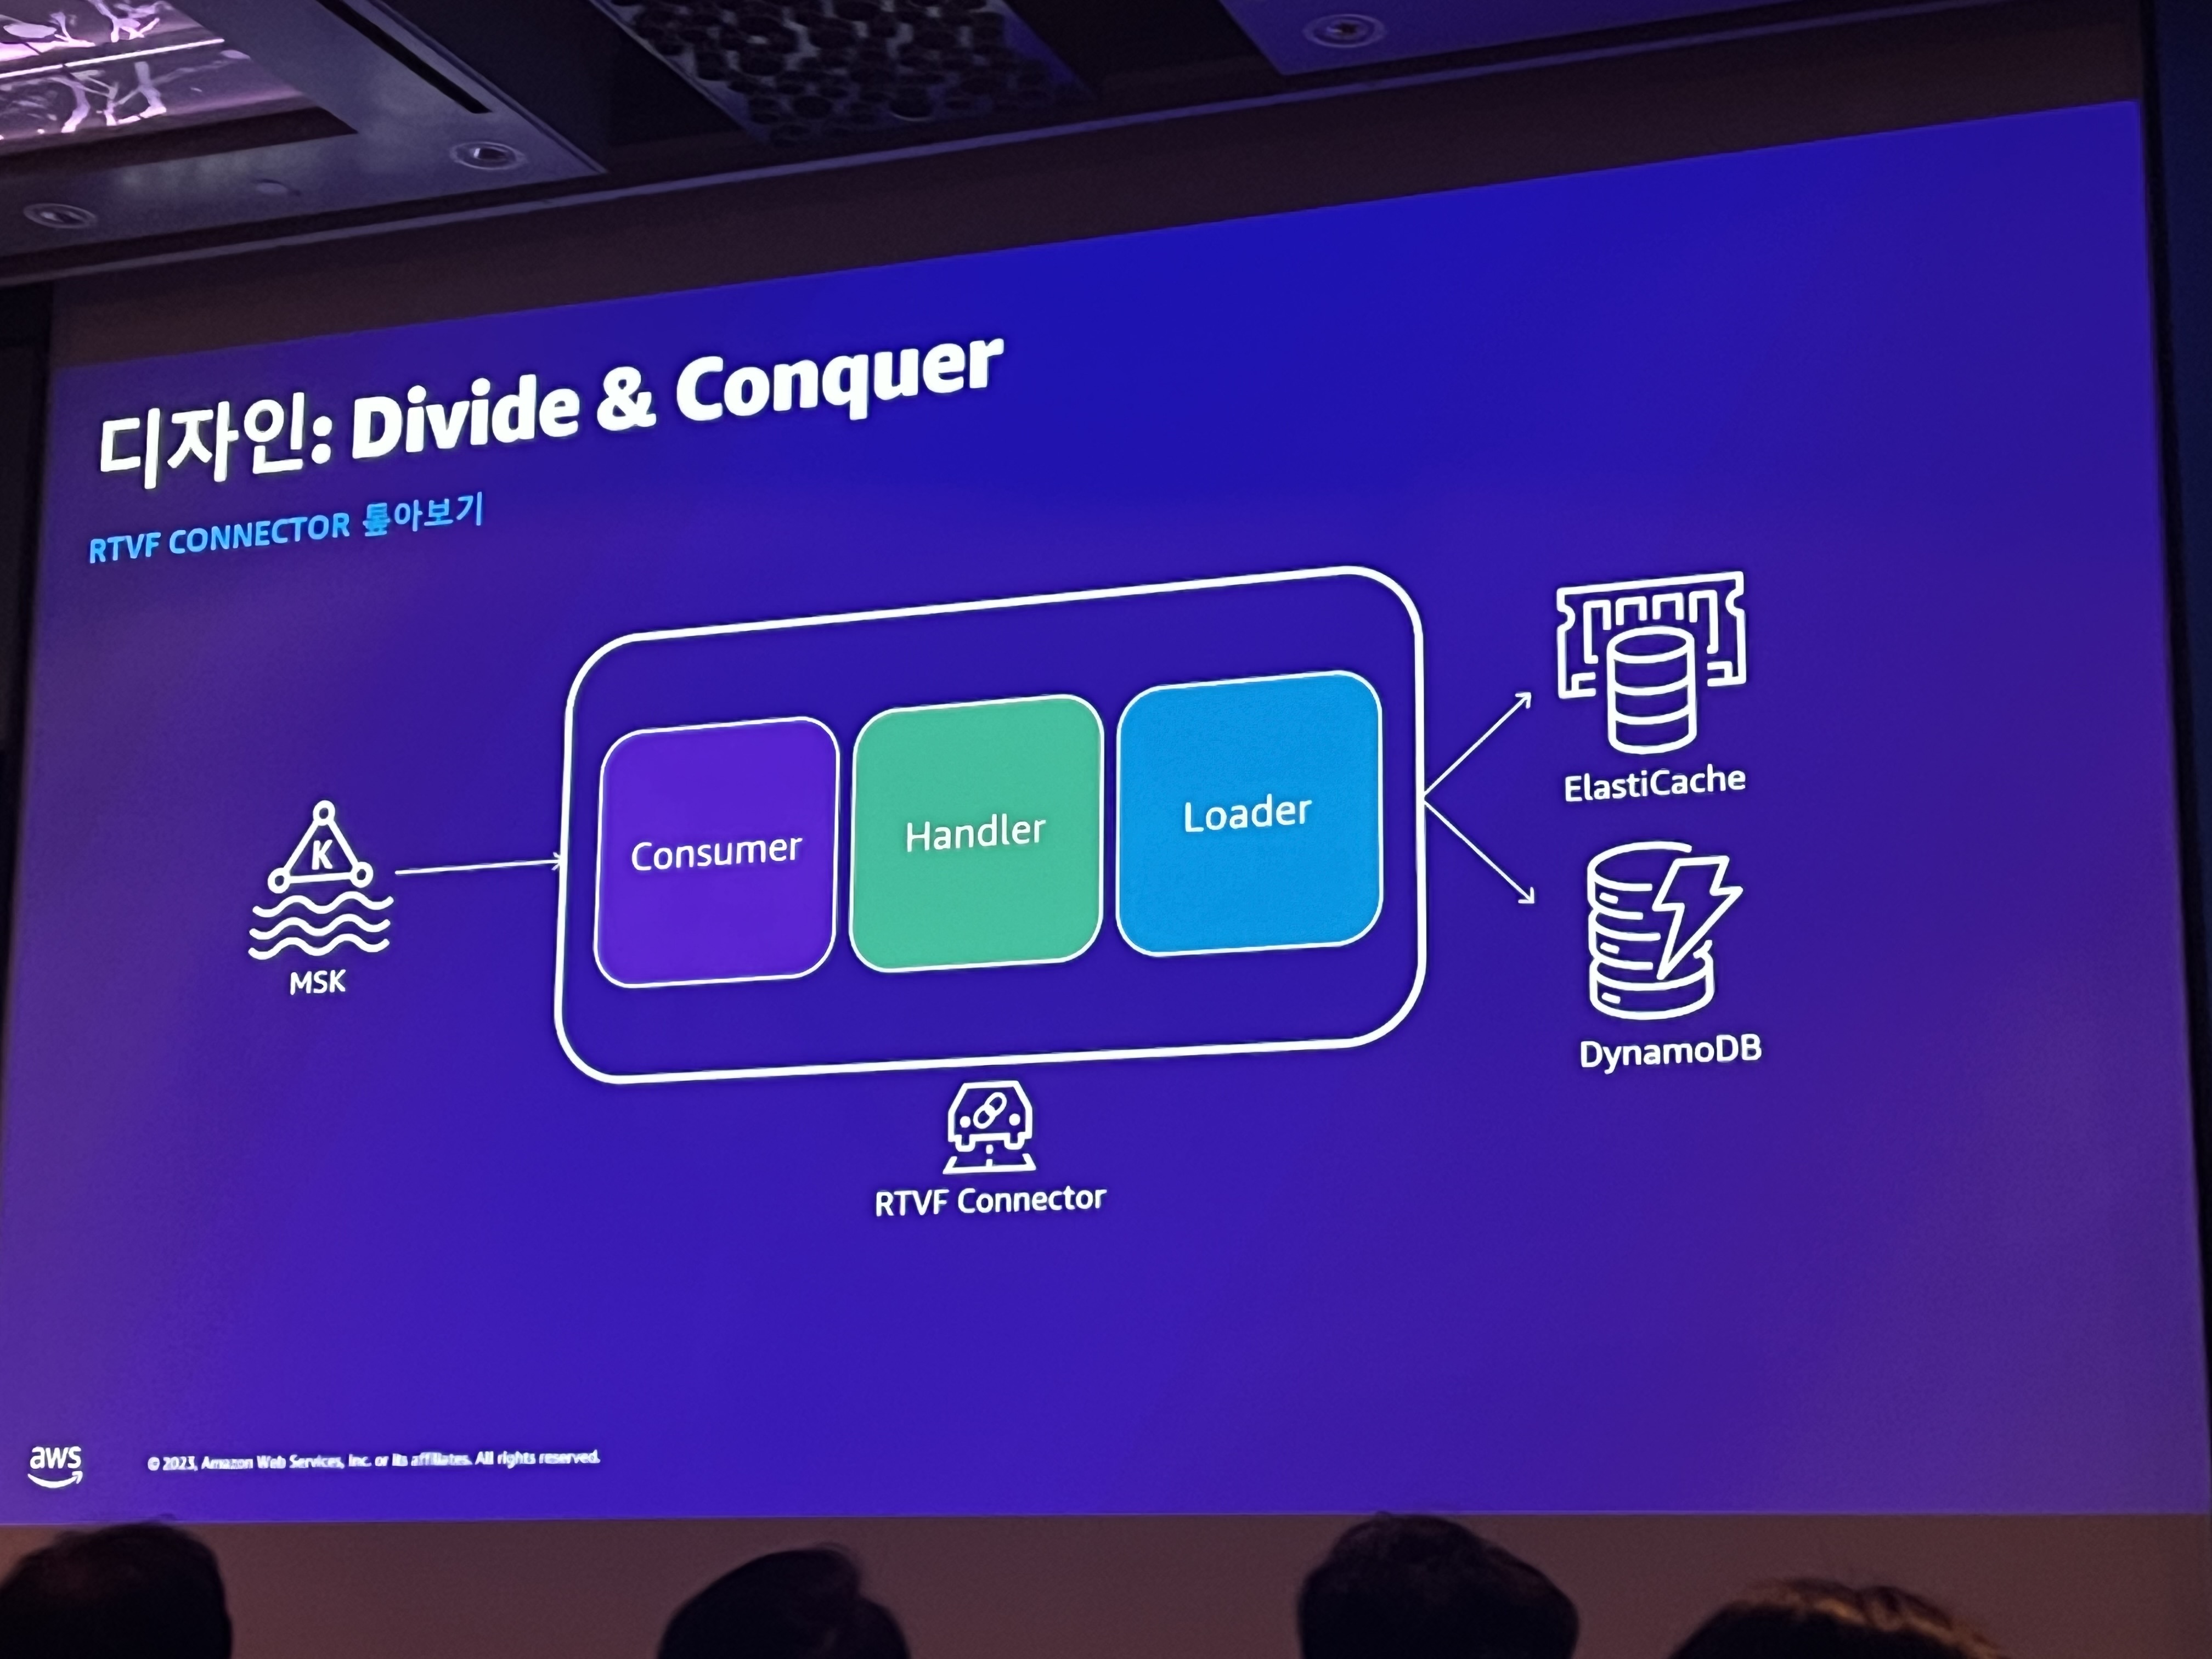 디자인: Divide & Conquer
RTVF CONNECTOR 톺아보기
K
MSK
Consumer
Handler
Loader
ElastiCache
DynamoDB
RTVF Connector
aws
© 2023, Amazon Web Services, Inc. or its affiliates. All rights reserved.